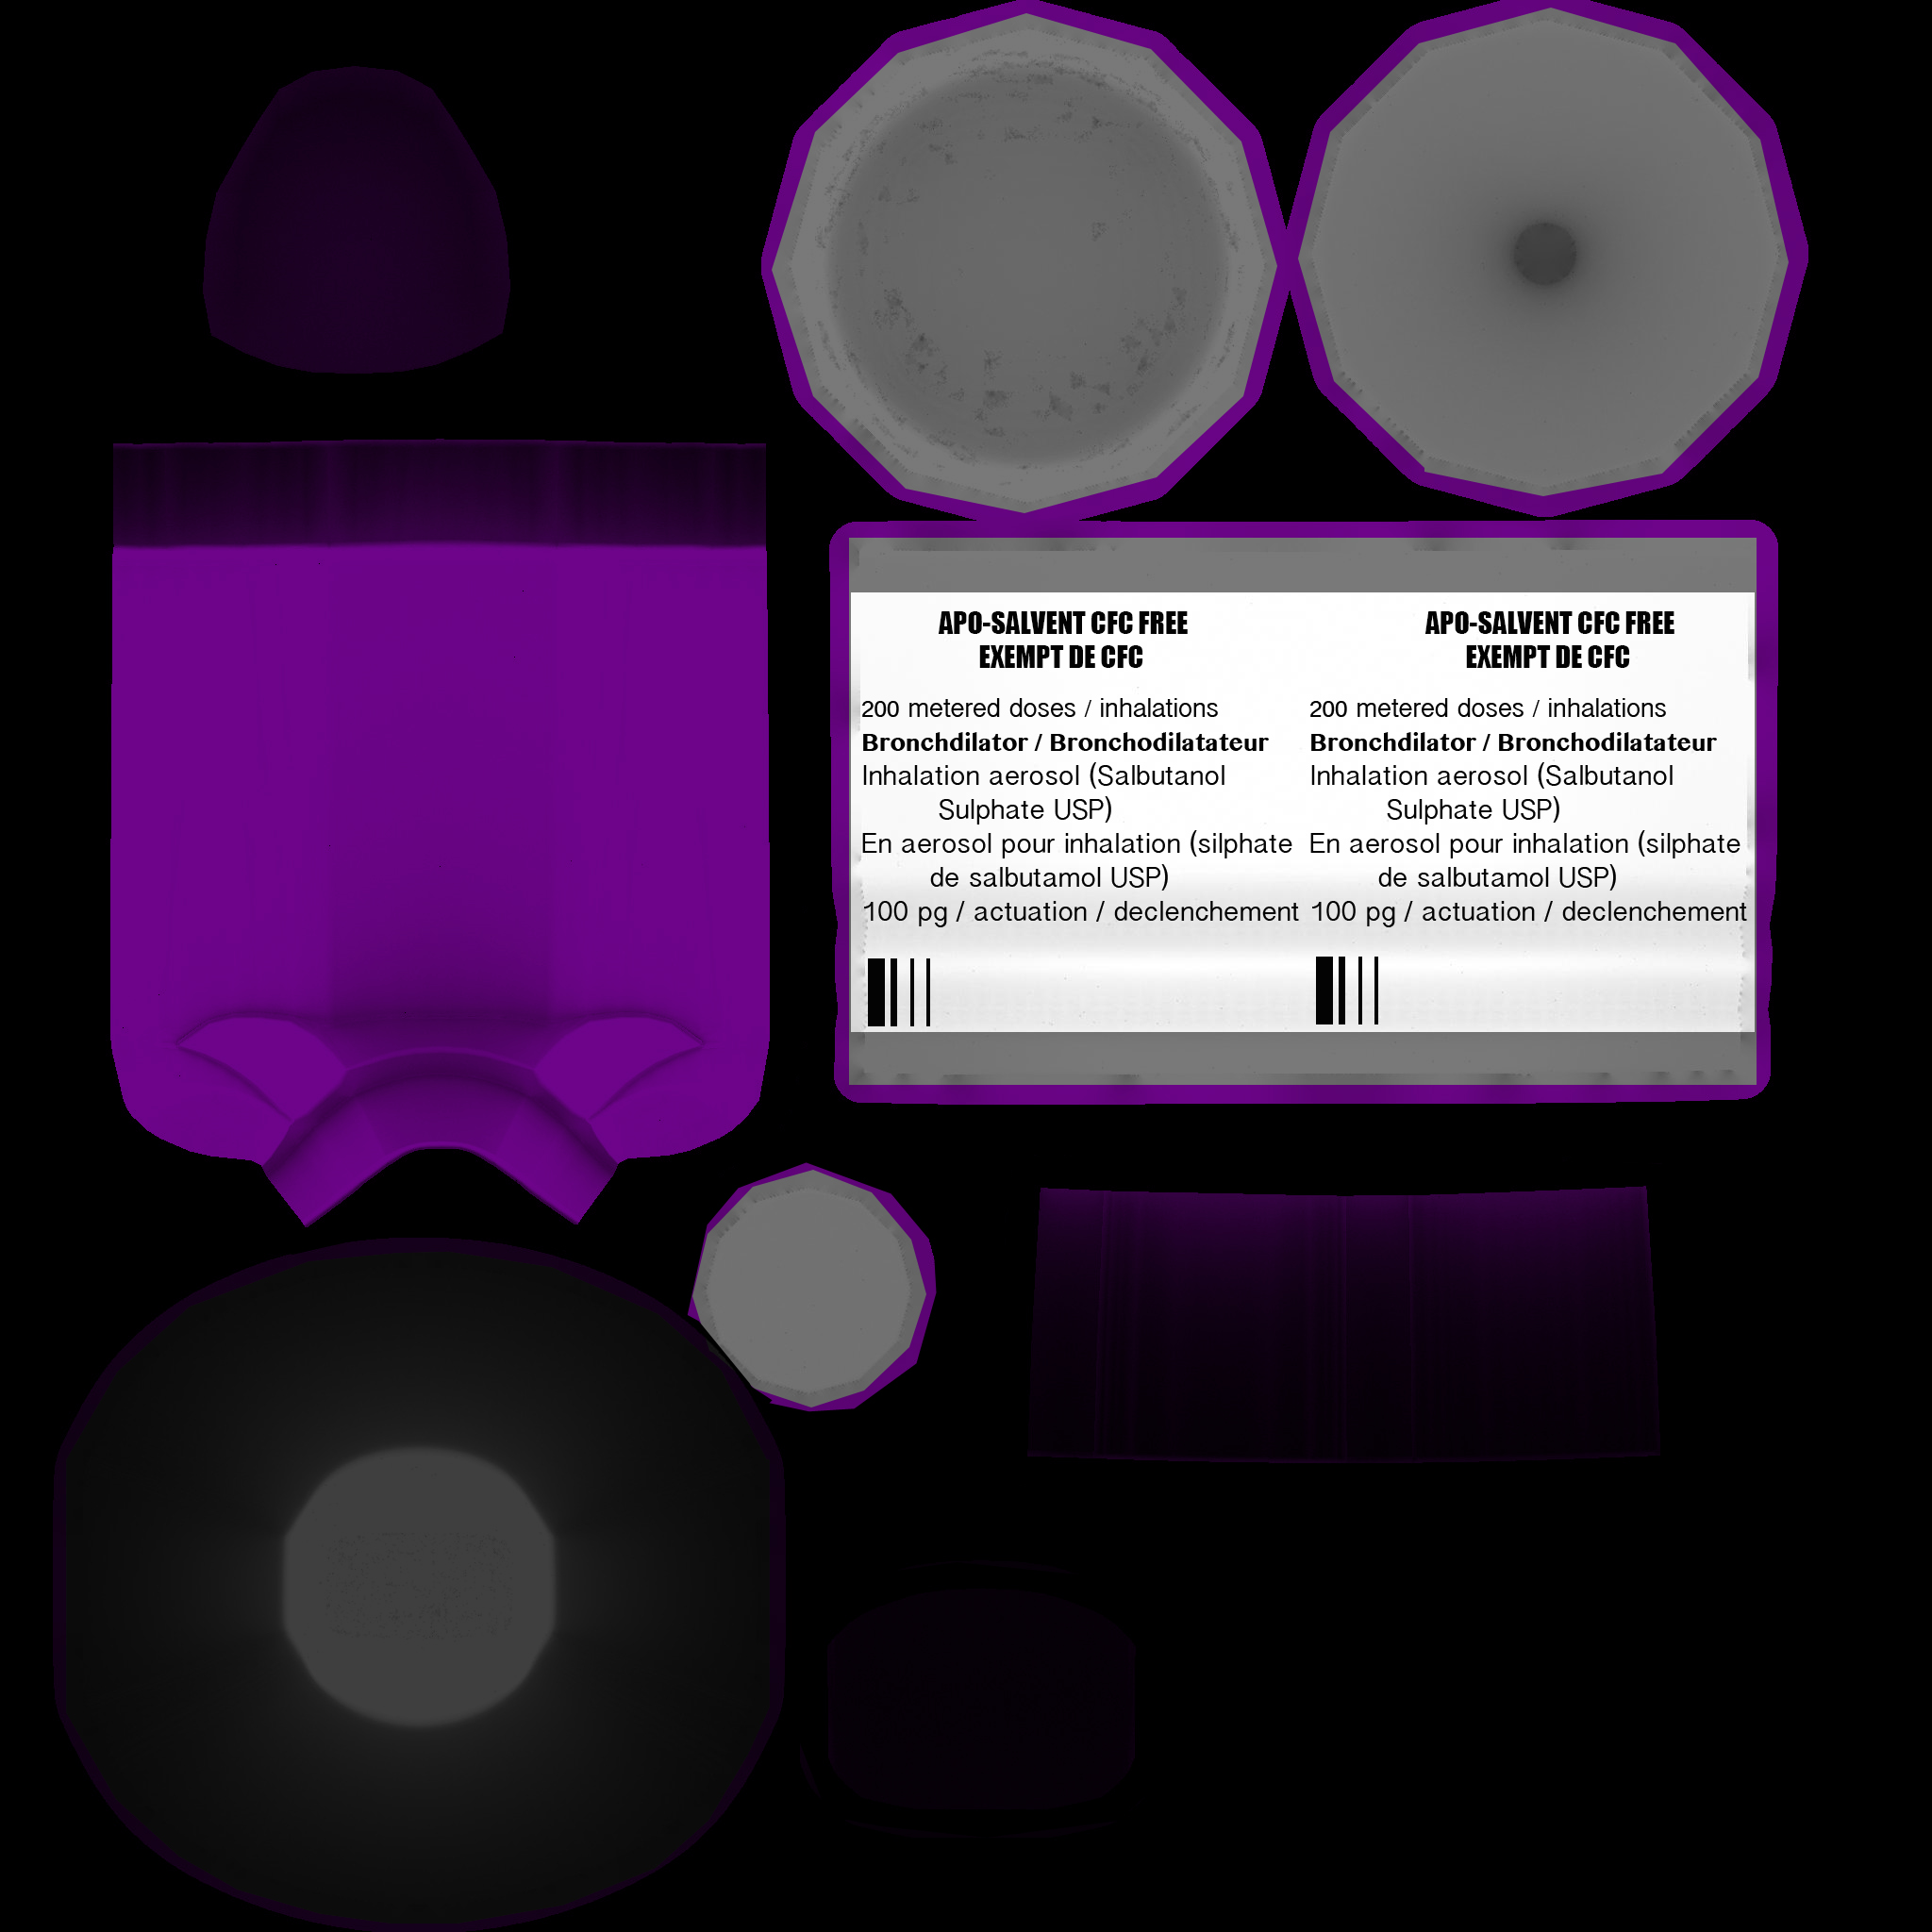 APO-SALVENT CFC FREE
EXEMPT DE CFC
200 metered doses / inhalations
Bronchdilator / Bronchodilatateur
Inhalation aerosol (Salbutanol
Sulphate USP)
En aerosol pour inhalation (silphate
de salbutamol USP)
100 pg / actuation / declenchement
APO-SALVENT CFC FREE
EXEMPT DE CFC
200 metered doses / inhalations
Bronchdilator / Bronchodilatateur
Inhalation aerosol (Salbutanol
Sulphate USP)
En aerosol pour inhalation (silphate
de salbutamol USP)
100 pg / actuation / declenchement